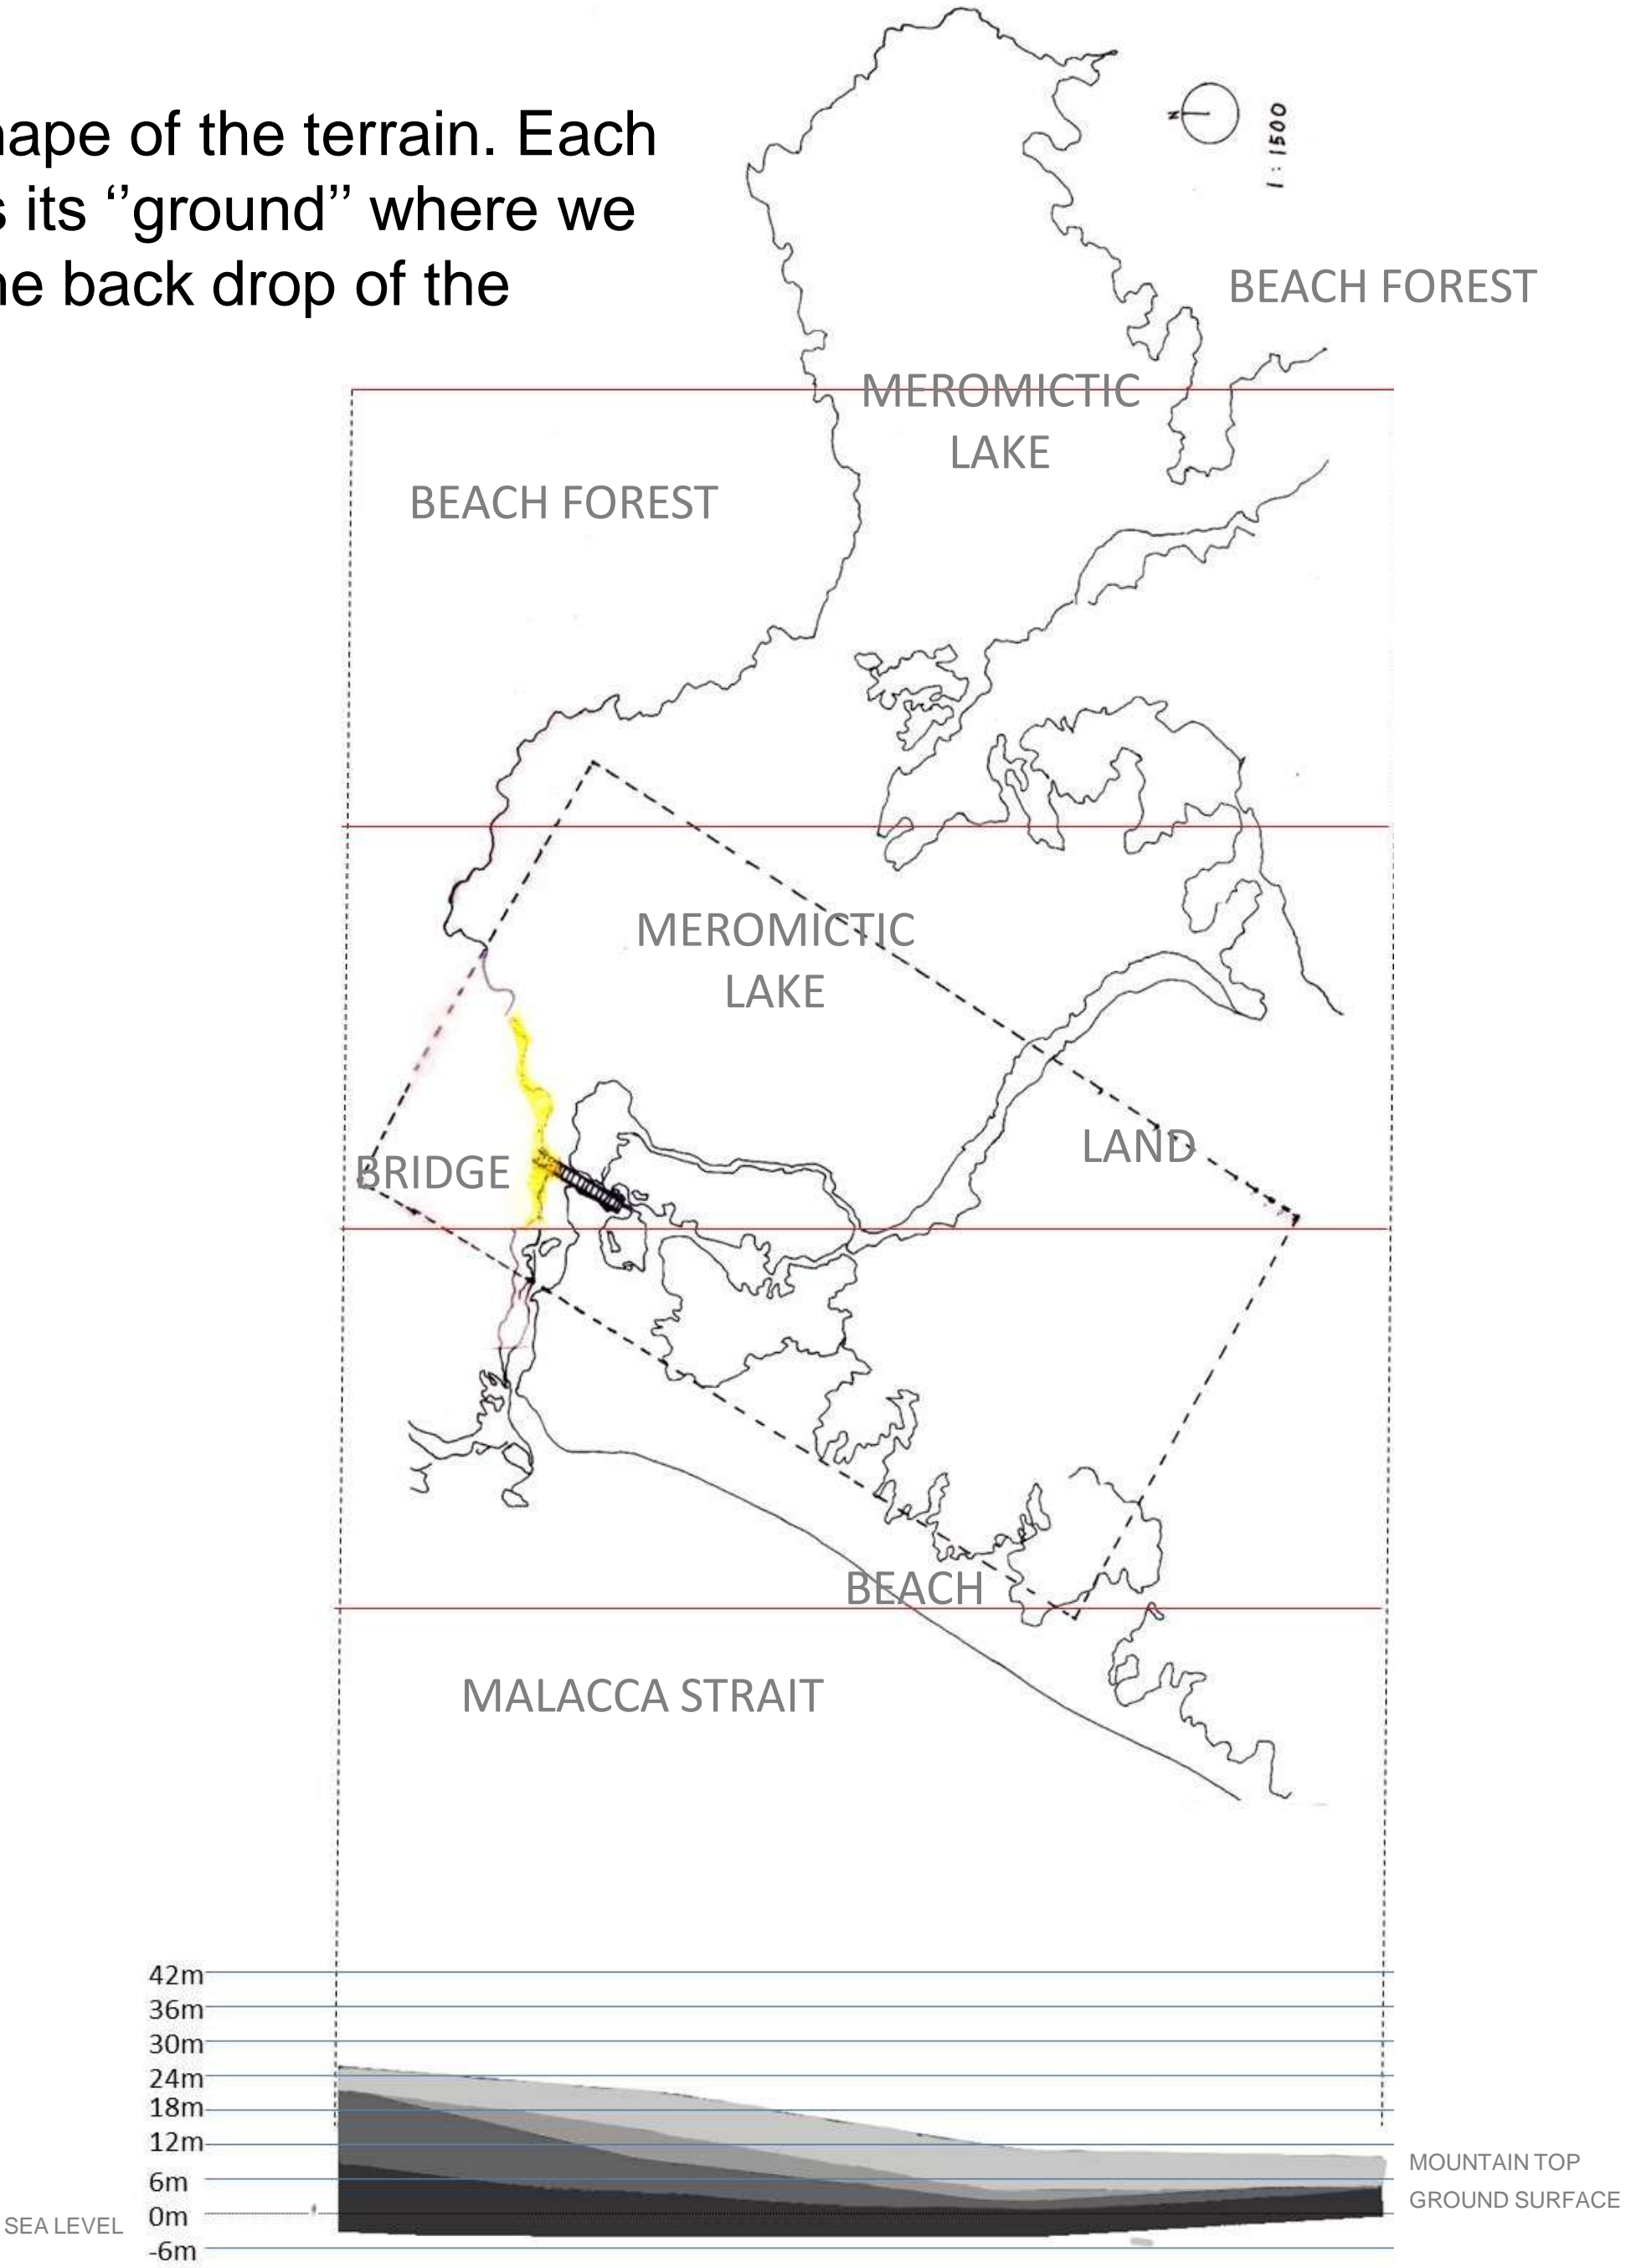 ape of the terrain. Each
its ‘’ground’’ where we
back drop of the
N
1 : 1500
BEACH FOREST
MEROMICTIC
LAKE
BEACH FOREST
MEROMICTIC
LAKE
LAND
BRIDGE
BEACH
MALACCA STRAIT
42m
36m
30m
24m
18m
12m
6m
0m
-6m
SEA LEVEL
MOUNTAIN TOP
GROUND SURFACE